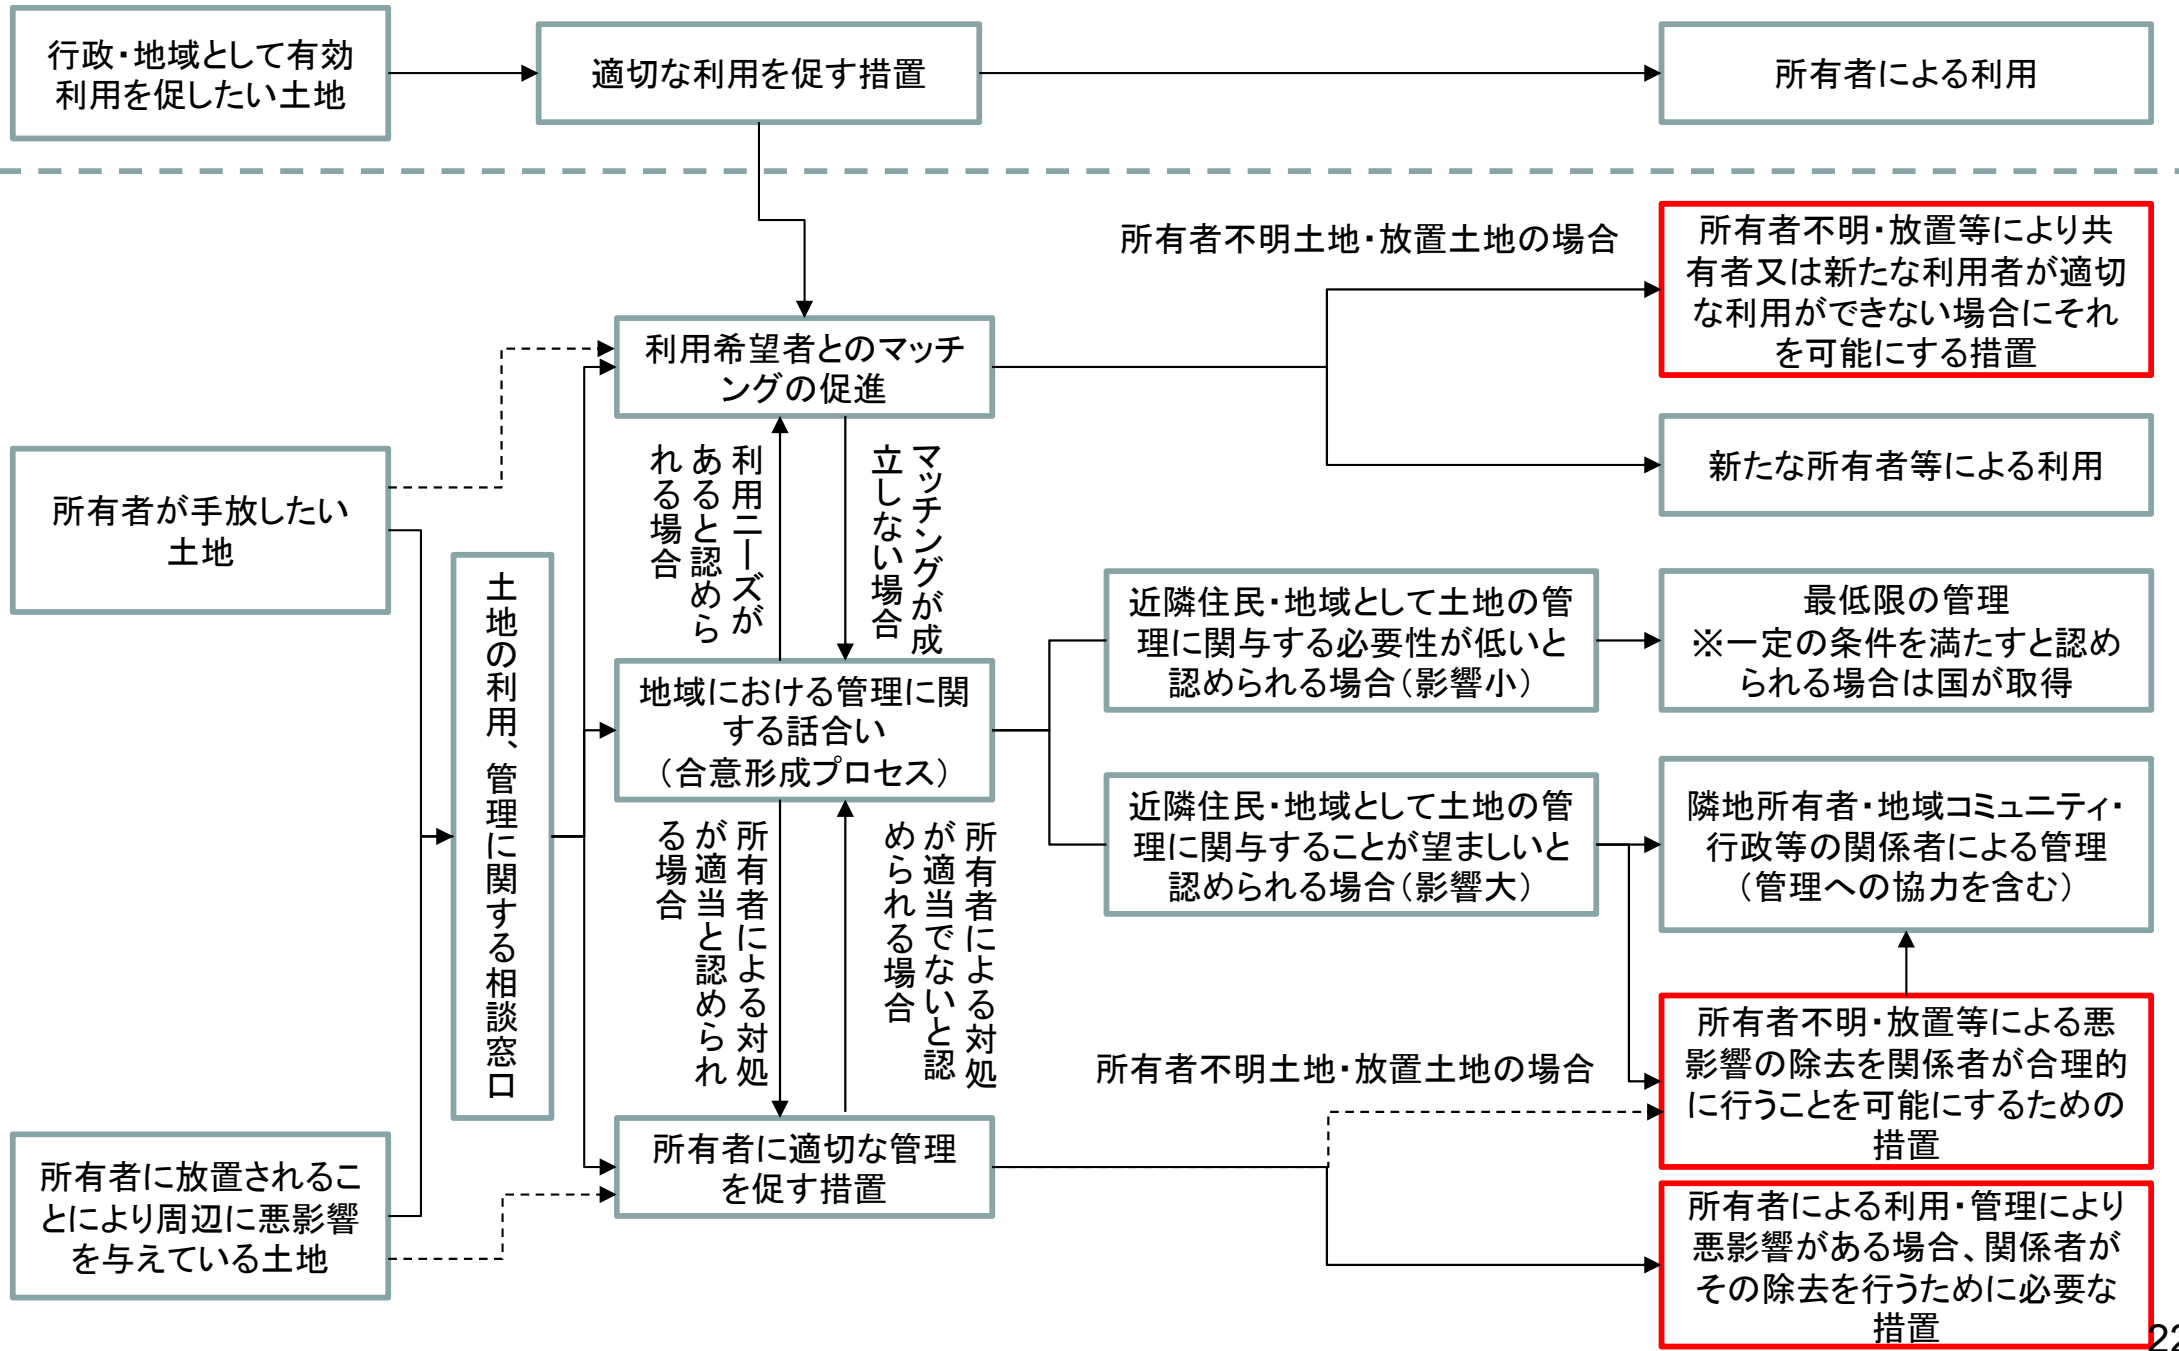 行政・地域として有効
利用を促したい土地
適切な利用を促す措置
所有者による利用
所有者不明土地・放置土地の場合
所有者不明・放置等により共
有者又は新たな利用者が適切
な利用ができない場合にそれ
を可能にする措置
利用希望者とのマッチ
ングの促進
新たな所有者等による利用
所有者が手放したい
土地
利用ニーズが
あると認めら
れる場合
マッチングが成
立しない場合
土地の利用、管理に関する相談窓口
近隣住民・地域として土地の管
理に関与する必要性が低いと
認められる場合（影響小）
最低限の管理
※一定の条件を満たすと認め
られる場合は国が取得
地域における管理に関
する話合い
（合意形成プロセス）
近隣住民・地域として土地の管
理に関与することが望ましいと
認められる場合（影響大）
隣地所有者・地域コミュニティ・
行政等の関係者による管理
（管理への協力を含む）
所有者による対処
が適当と認められ
る場合
所有者による対処
が適当でないと認
められる場合
所有者不明土地・放置土地の場合
所有者不明・放置等による悪
影響の除去を関係者が合理的
に行うことを可能にするための
措置
所有者に適切な管理
を促す措置
所有者に放置されるこ
とにより周辺に悪影響
を与えている土地
所有者による利用・管理により
悪影響がある場合、関係者が
その除去を行うために必要な
措置
22